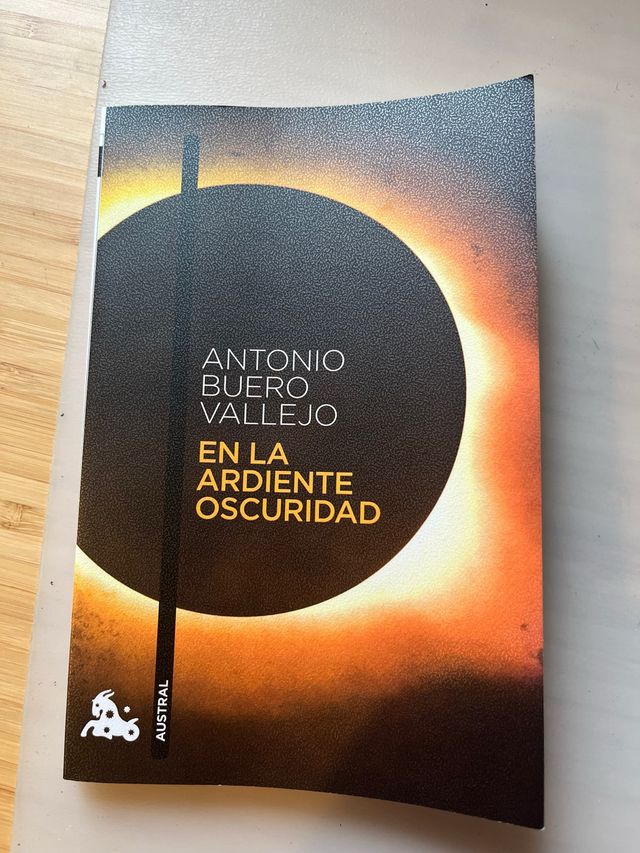 ANTONIO
BUERO
VALLEJO
EN LA
ARDIENTE
OSCURIDAD
AUSTRAL